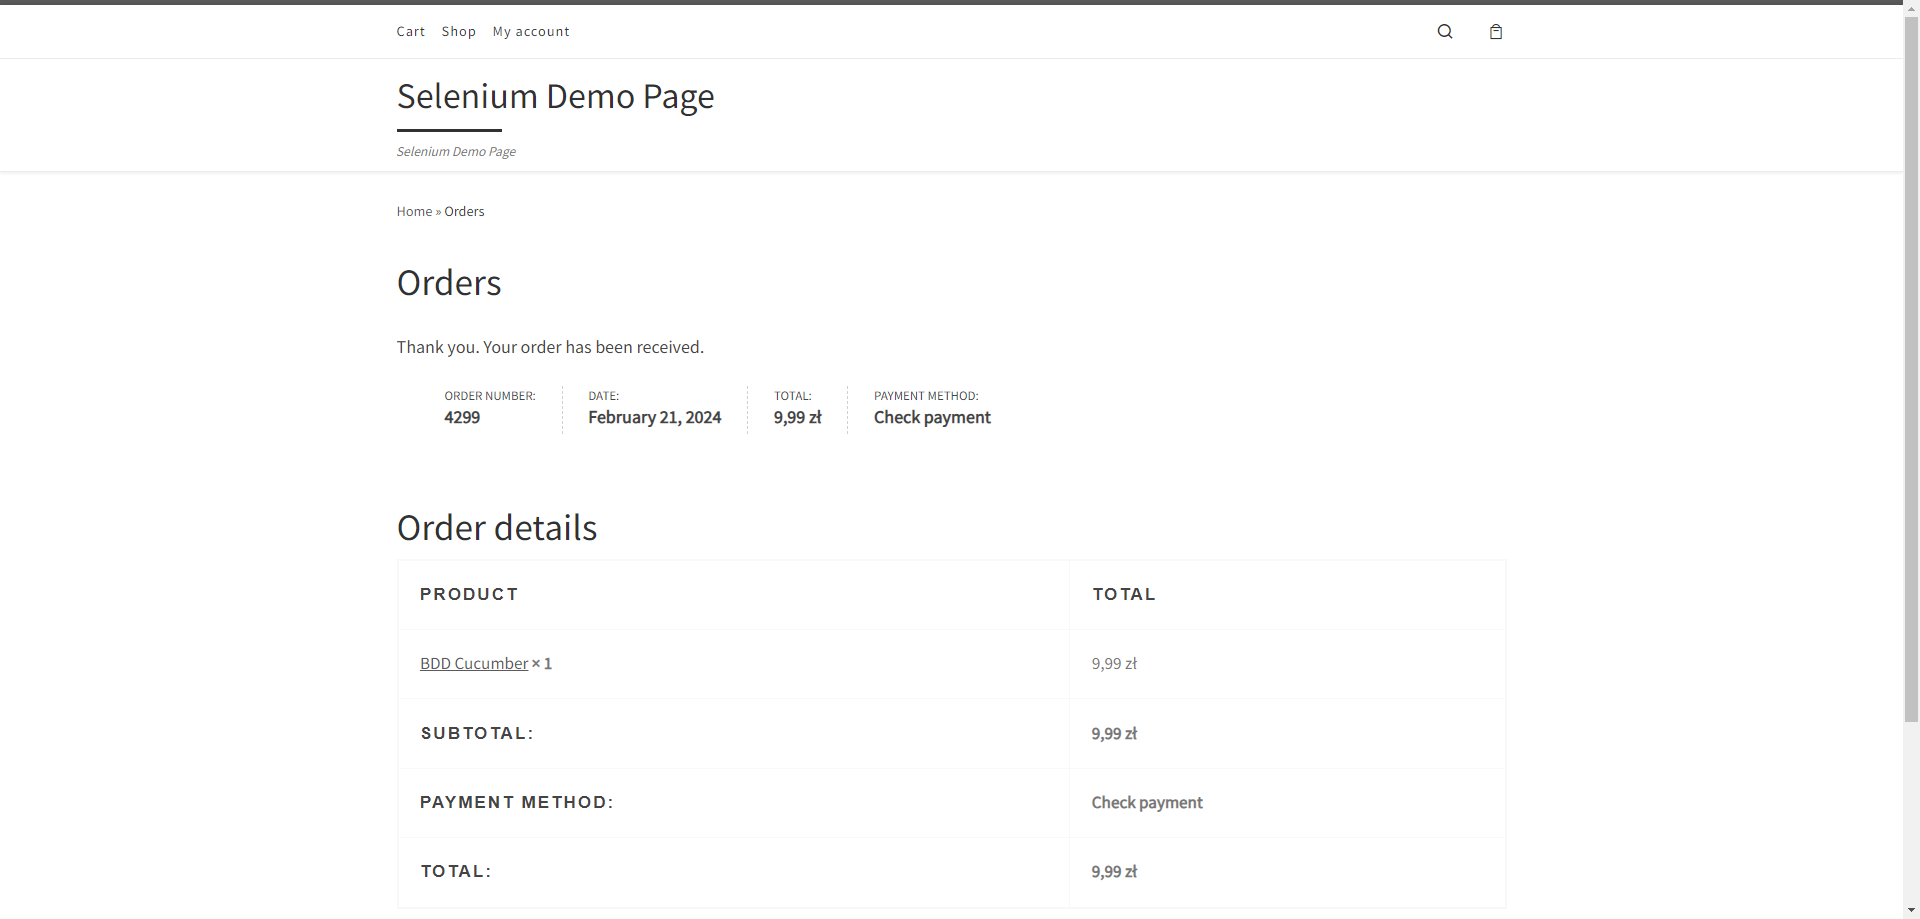 Cart Shop My account
Selenium Demo Page
Selenium Demo Page
Home » Orders
Orders
Thank you. Your order has been received.
ORDER NUMBER: DATE: TOTAL: PAYMENT METHOD:
4299 February 21, 2024 9,99 zł Check payment
Order details
PRODUCT TOTAL
BDD Cucumber × 1 9,99 zł
SUBTOTAL: 9,99 zł
PAYMENT METHOD: Check payment
TOTAL: 9,99 zł